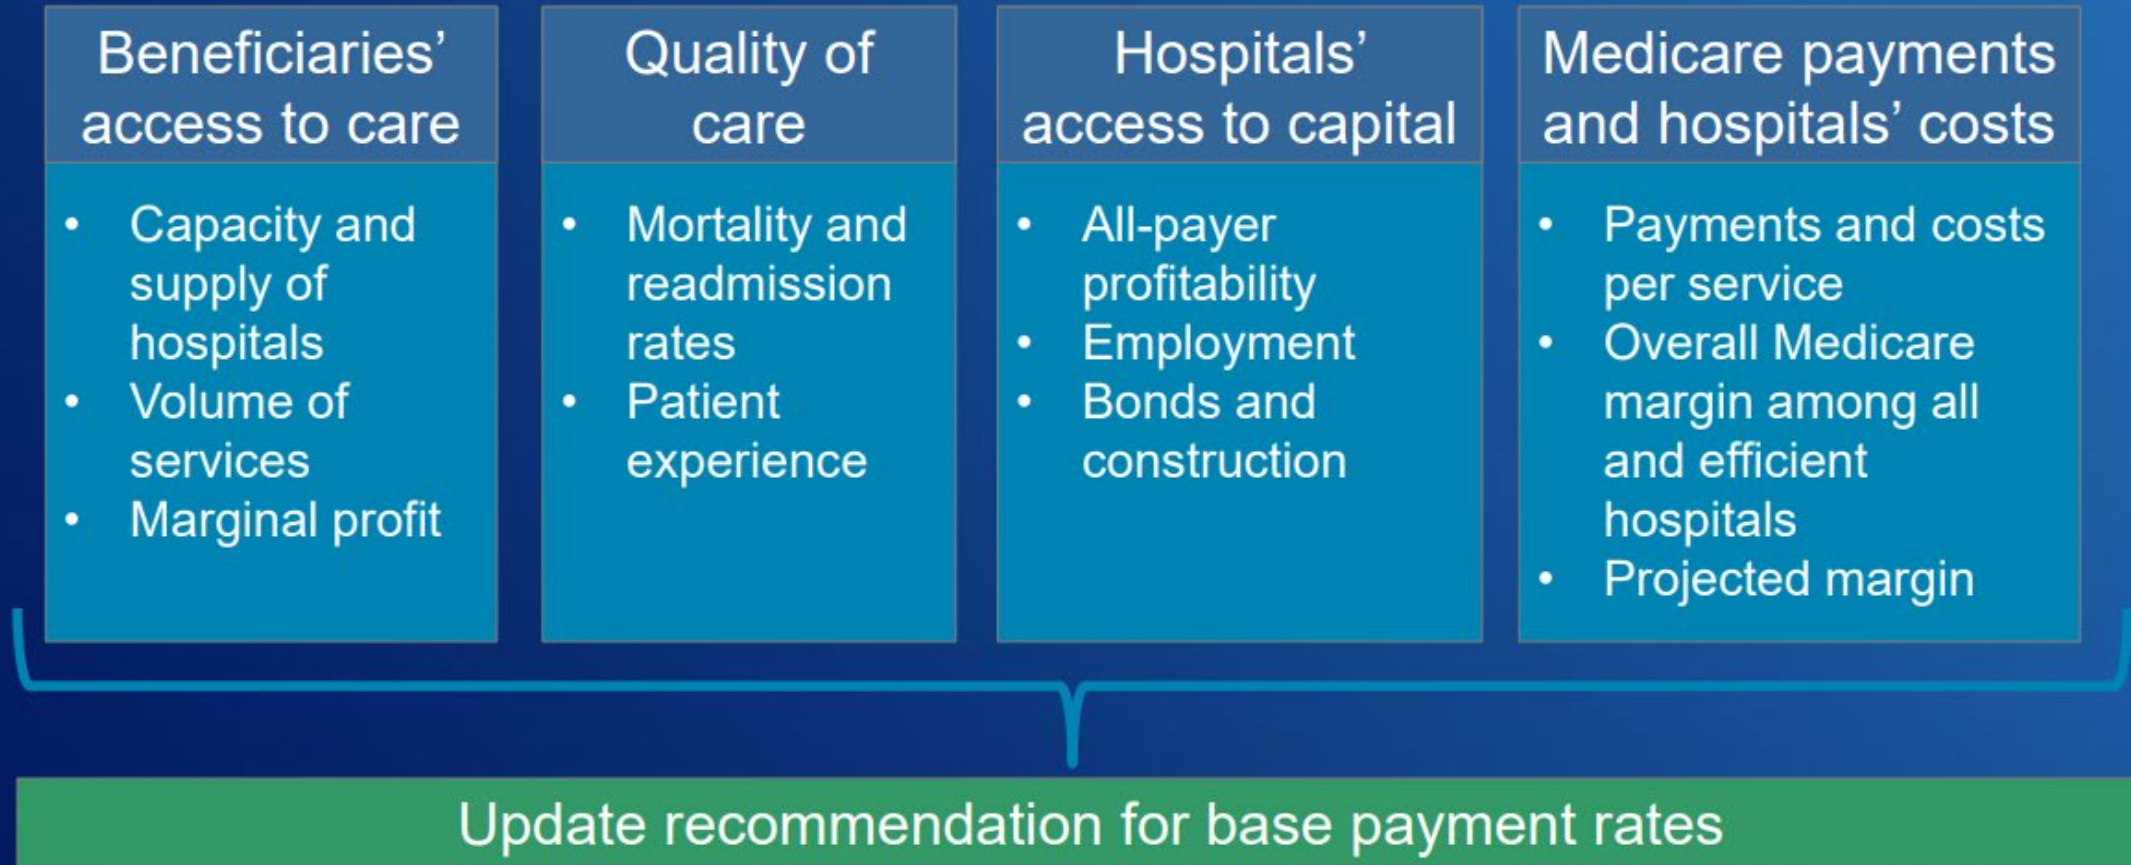 Beneficiaries’
access to care
• Capacity and
supply of
hospitals
• Volume of
services
• Marginal profit
Quality of
care
• Mortality and
readmission
rates
• Patient
experience
Hospitals’
access to capital
• All-payer
profitability
• Employment
• Bonds and
construction
Medicare payments
and hospitals’ costs
• Payments and costs
per service
• Overall Medicare
margin among all
and efficient
hospitals
• Projected margin
Update recommendation for base payment rates